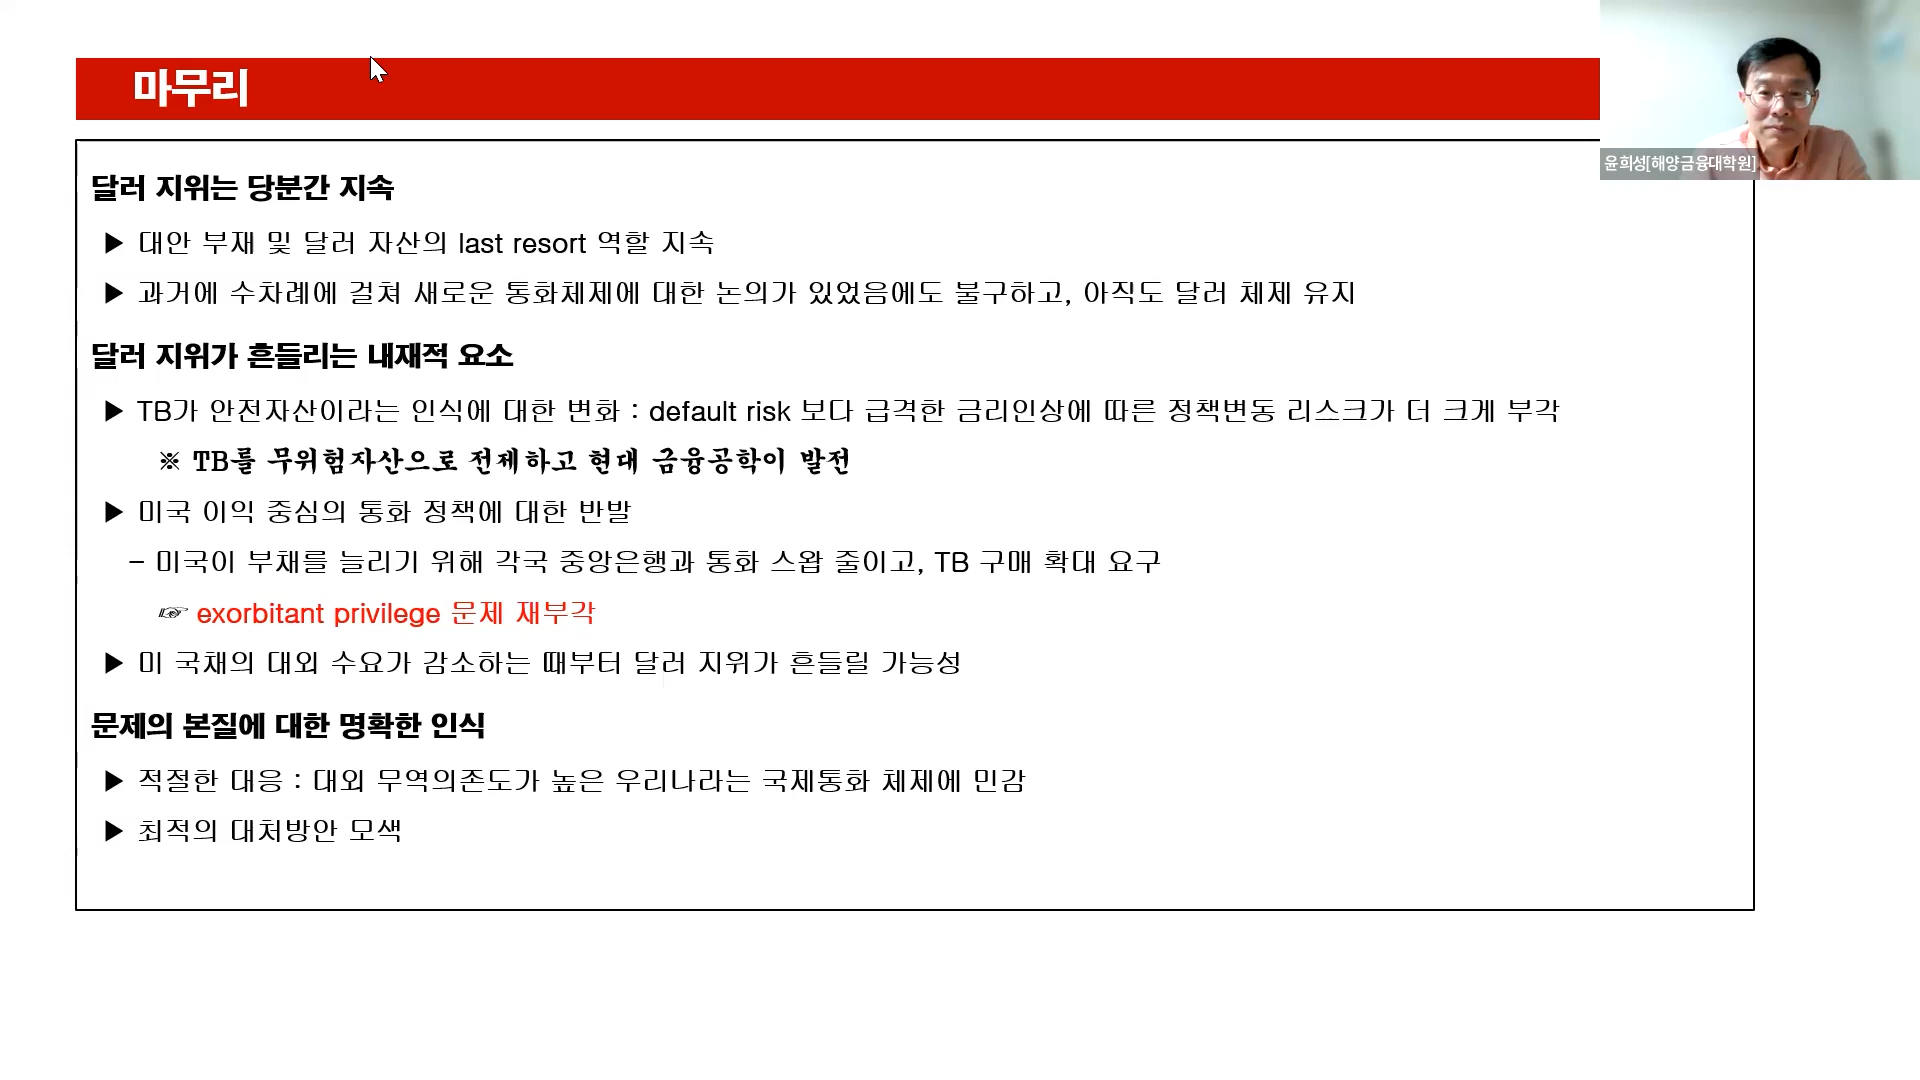 마무리
윤희성[해양금융대학원]
달러 지위는 당분간 지속
▶ 대안 부재 및 달러 자산의 last resort 역할 지속
▶ 과거에 수차례에 걸쳐 새로운 통화체제에 대한 논의가 있었음에도 불구하고, 아직도 달러 체제 유지
달러 지위가 흔들리는 내재적 요소
▶ TB가 안전자산이라는 인식에 대한 변화 : default risk 보다 급격한 금리인상에 따른 정책변동 리스크가 더 크게 부각
※ TB를 무위험자산으로 전제하고 현대 금융공학이 발전
▶ 미국 이익 중심의 통화 정책에 대한 반발
- 미국이 부채를 늘리기 위해 각국 중앙은행과 통화 스왑 줄이고, TB 구매 확대 요구
☞ exorbitant privilege 문제 재부각
▶ 미 국채의 대외 수요가 감소하는 때부터 달러 지위가 흔들릴 가능성
문제의 본질에 대한 명확한 인식
▶ 적절한 대응 : 대외 무역의존도가 높은 우리나라는 국제통화 체제에 민감
▶ 최적의 대처방안 모색